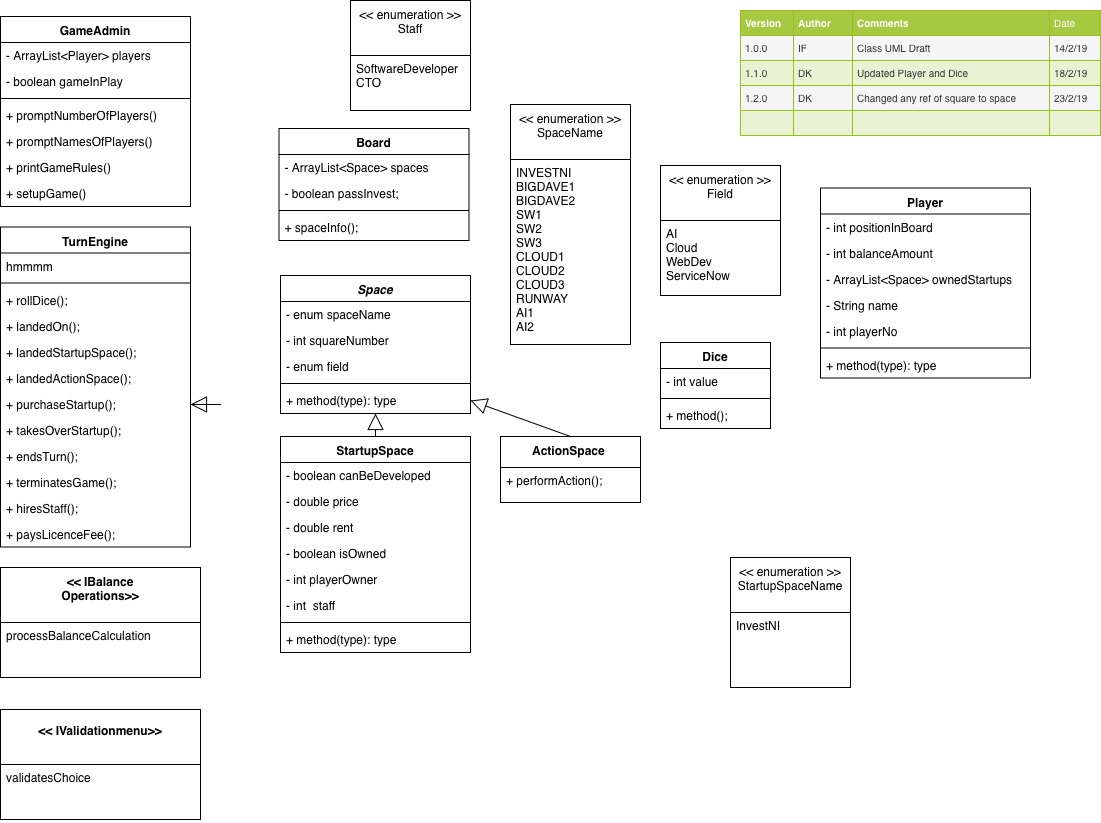 GameAdmin
- ArrayList<Player> players
- boolean gameInPlay
+ promptNumberOfPlayers()
+ promptNamesOfPlayers()
+ printGameRules()
+ setupGame()
TurnEngine
hmmmm
+ rollDice();
+ landedOn();
+ landedStartupSpace();
+ landedActionSpace();
+ purchaseStartup();
+ takesOverStartup();
+ endsTurn();
+ terminatesGame();
+ hiresStaff();
+ paysLicenceFee();
<< IBalance
Operations>>
processBalanceCalculation
<< IValidationmenu>>
validatesChoice
<< enumeration >>
Staff
SoftwareDeveloper
CTO
Board
- ArrayList<Space> spaces
- boolean passInvest;
+ spaceInfo();
Space
- enum spaceName
- int squareNumber
- enum field
+ method(type): type
StartupSpace
- boolean canBeDeveloped
- double price
- double rent
- boolean isOwned
- int playerOwner
- int staff
+ method(type): type
<< enumeration >>
SpaceName
INVESTNI
BIGDAVE1
BIGDAVE2
SW1
SW2
SW3
CLOUD1
CLOUD2
CLOUD3
RUNWAY
AI1
AI2
ActionSpace
+ performAction();
<< enumeration >>
Field
AI
Cloud
WebDev
ServiceNow
Dice
- int value
+ method();
Version Author Comments Date
1.0.0 IF Class UML Draft 14/2/19
1.1.0 DK Updated Player and Dice 18/2/19
1.2.0 DK Changed any ref of square to space 23/2/19
Player
- int positionInBoard
- int balanceAmount
- ArrayList<Space> ownedStartups
- String name
- int playerNo
+ method(type): type
<< enumeration >>
StartupSpaceName
InvestNI